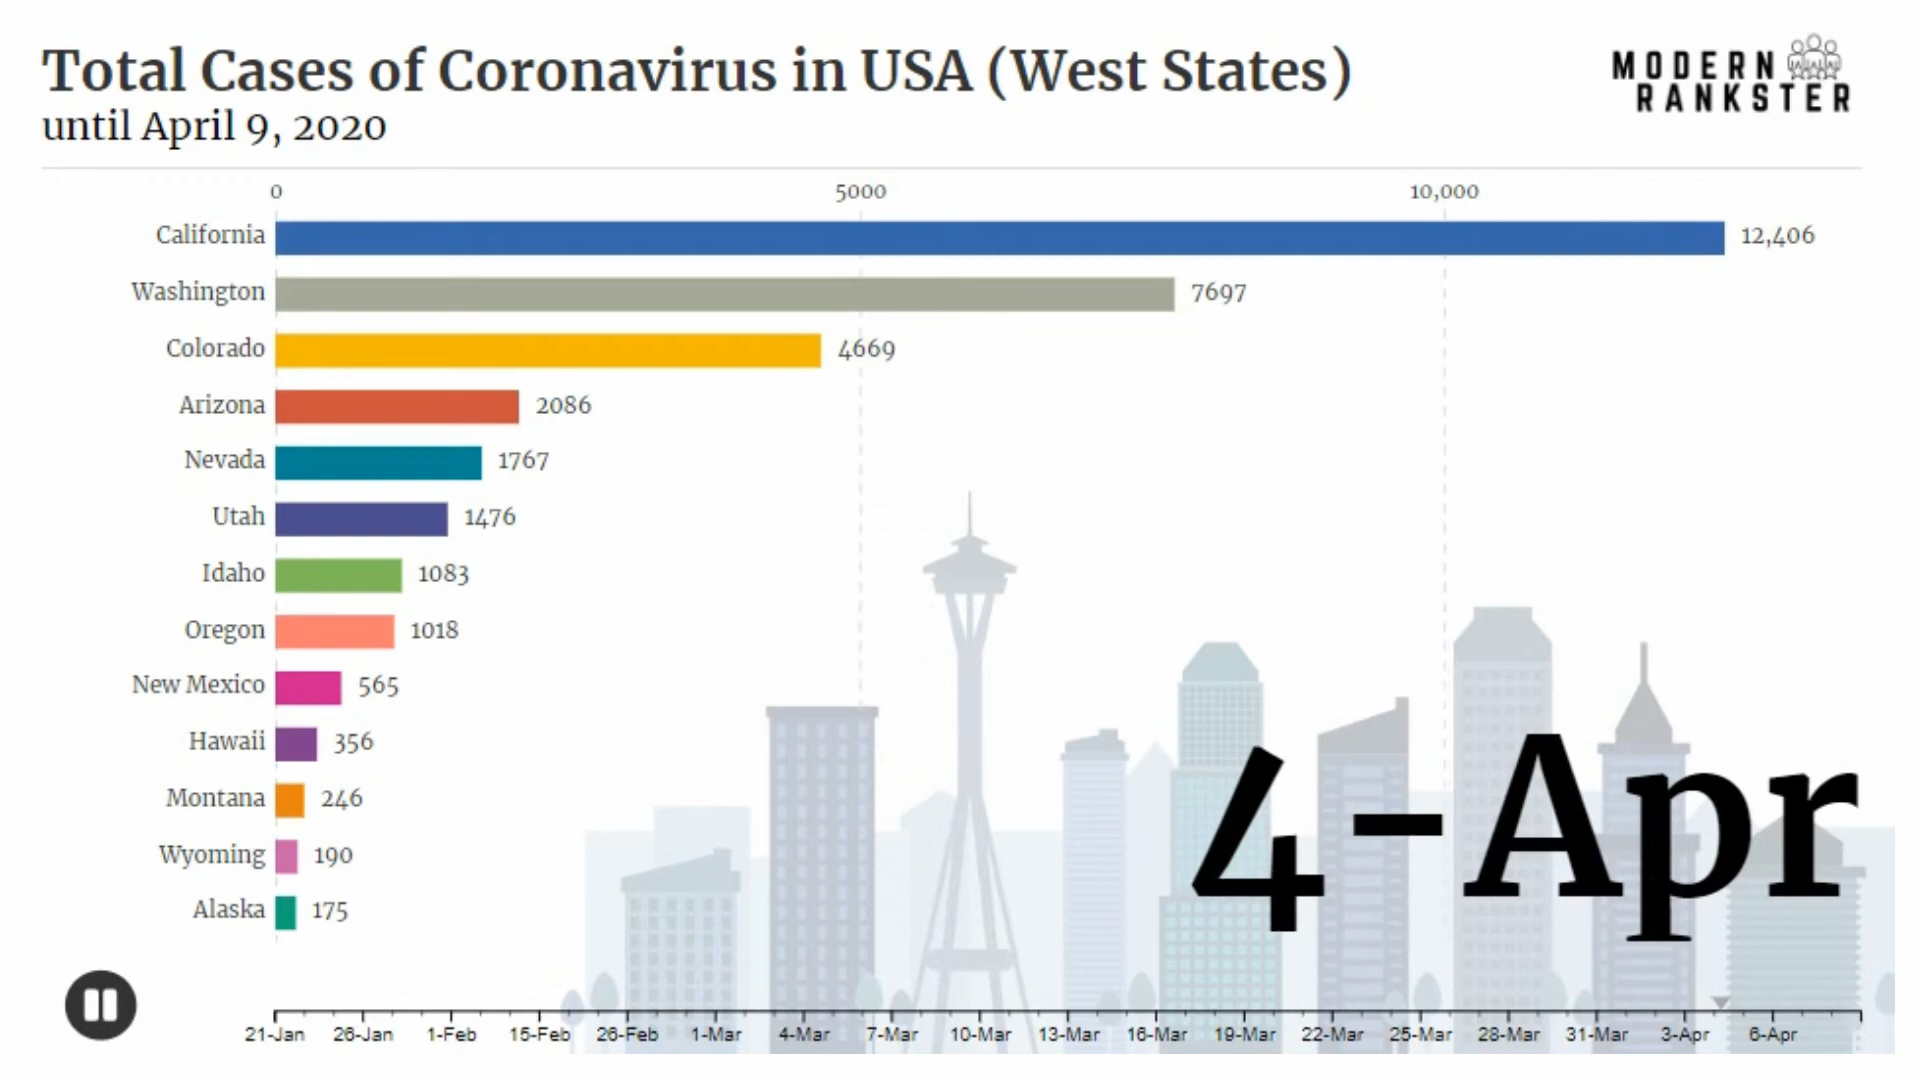 Total Cases of Coronavirus in USA (West States)
until April 9, 2020
MODERN
RANKSTER
0 5000 10,000
California 12,406
Washington 7697
Colorado 4669
Arizona 2086
Nevada 1767
Utah 1476
Idaho 1083
Oregon 1018
New Mexico 565
Hawaii 356
Montana 246
Wyoming 190
Alaska 175
4-Apr
21-Jan 26-Jan 1-Feb 15-Feb 26-Feb 1-Mar 4-Mar 7-Mar 10-Mar 13-Mar 16-Mar 19-Mar 22-Mar 25-Mar 28-Mar 31-Mar 3-Apr 6-Apr